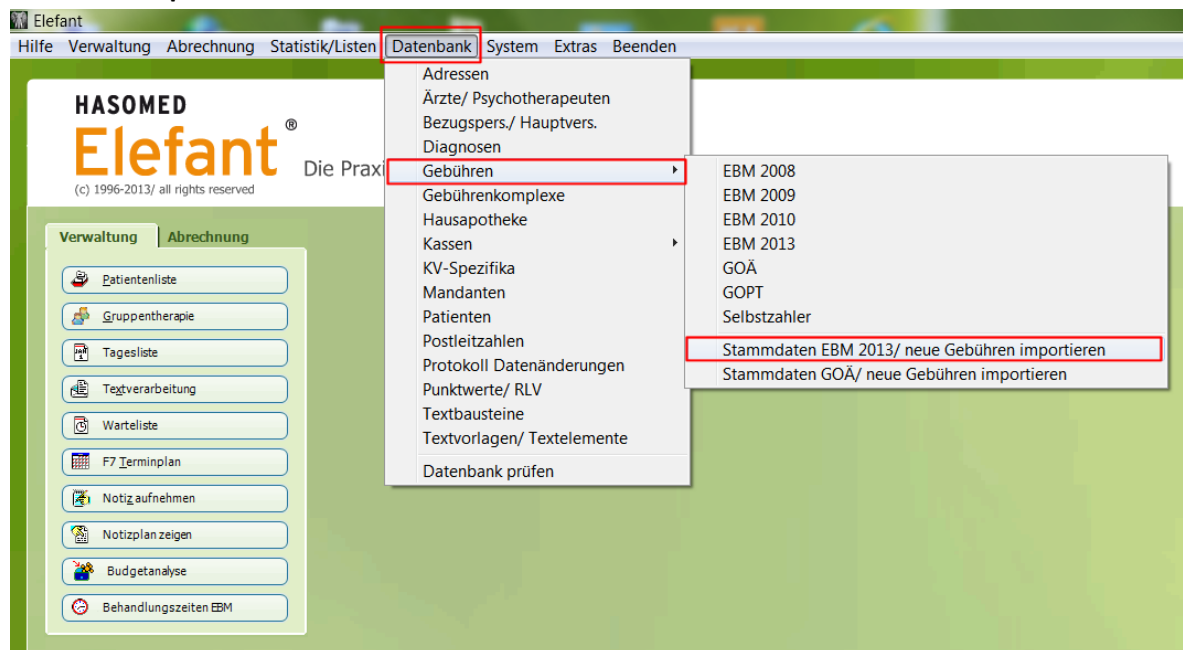 Elefant
Hilfe Verwaltung Abrechnung Statistik/Listen Datenbank System Extras Beenden
HASOMED
Elefant®
Die Praxi
(c) 1996-2013/ all rights reserved
Adressen
Ärzte/ Psychotherapeuten
Bezugspers./ Hauptvers.
Diagnosen
Gebühren
Gebührenkomplexe
Hausapotheke
Kassen
KV-Spezifika
Mandanten
Patienten
Postleitzahlen
Protokoll Datenänderungen
Punktwerte/ RLV
Textbausteine
Textvorlagen/ Textelemente
Datenbank prüfen
EBM 2008
EBM 2009
EBM 2010
EBM 2013
GOÄ
GOPT
Selbstzahler
Stammdaten EBM 2013/ neue Gebühren importieren
Stammdaten GOÄ/ neue Gebühren importieren
Verwaltung Abrechnung
Patientenliste
Gruppentherapie
Tagesliste
Textverarbeitung
Warteliste
F7 Terminplan
Notiz aufnehmen
Notizplan zeigen
Budgetanalyse
Behandlungszeiten EBM